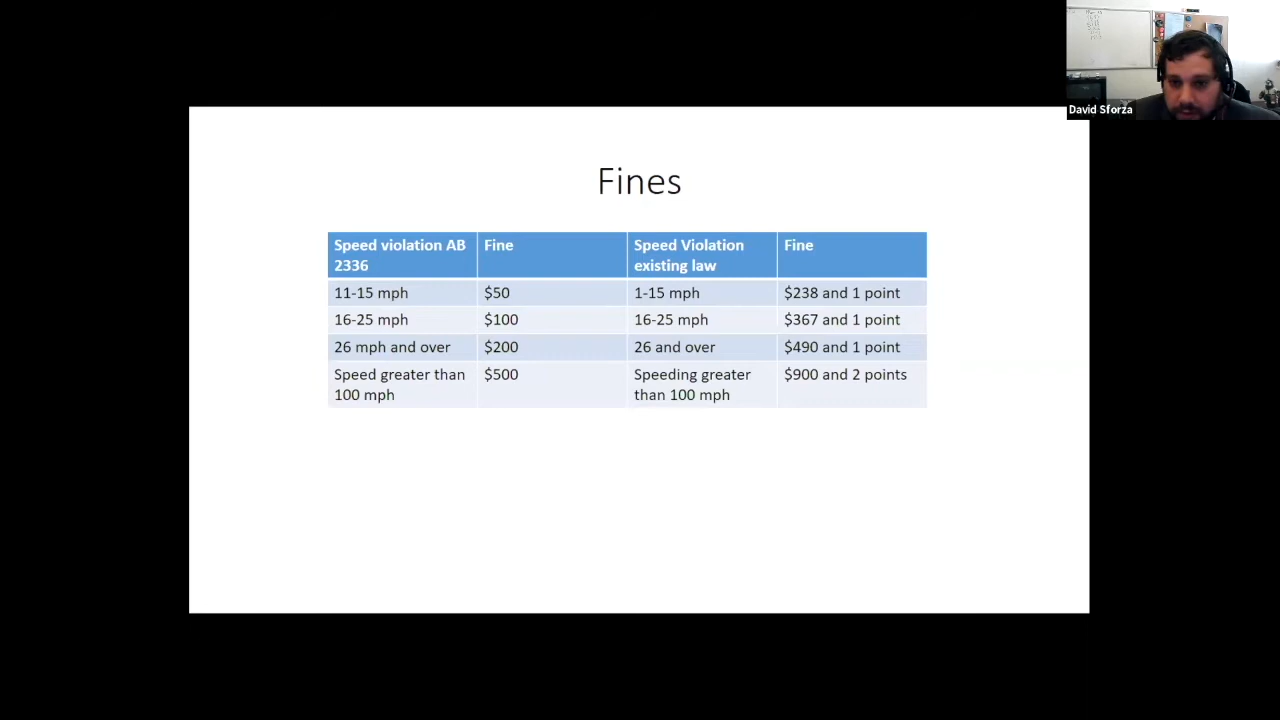 David Sforza
Fines
Speed violation AB
2336
Fine
Speed Violation
existing law
Fine
11-15 mph
$50
1-15 mph
$238 and 1 point
16-25 mph
$100
16-25 mph
$367 and 1 point
26 mph and over
$200
26 and over
$490 and 1 point
Speed greater than
100 mph
$500
Speeding greater
than 100 mph
$900 and 2 points